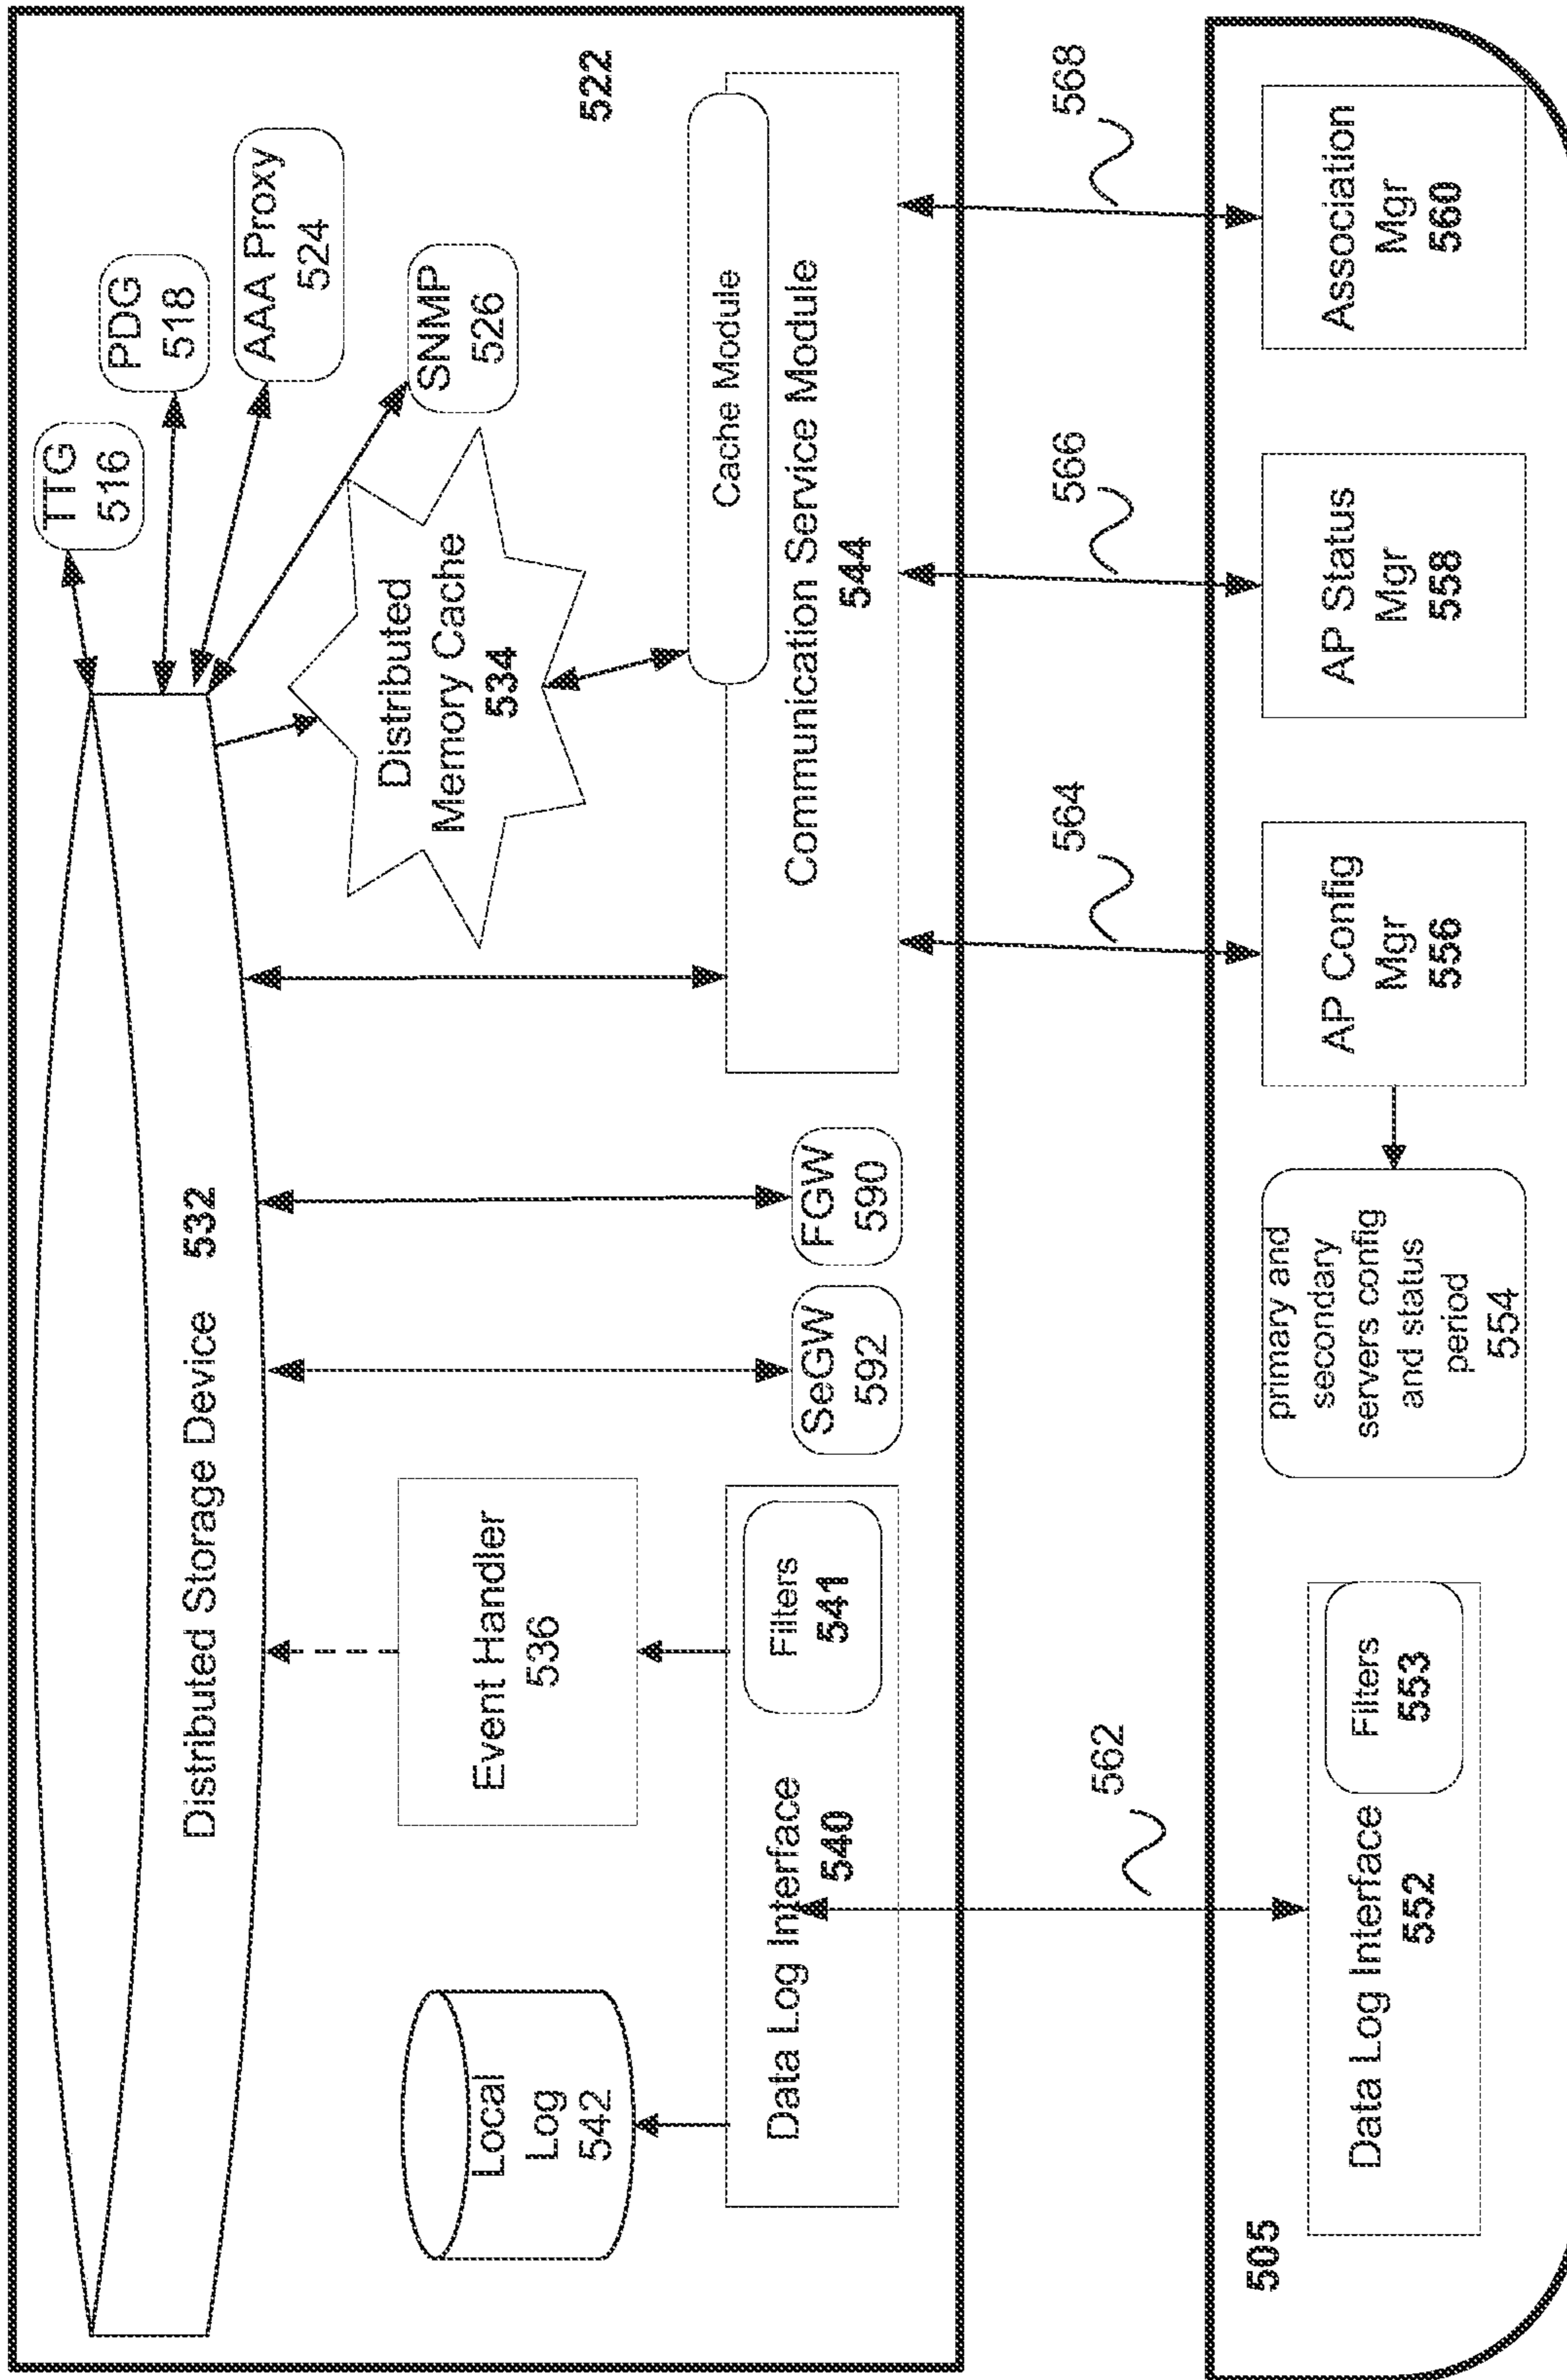 TTG
516
PDG
518
AAA Proxy
524
SNMP
526
522
Distributed Storage Device 532
Distributed
Memory Cache
534
Local
Log
542
Event Handler
536
Data Log Interface
540
Filters
541
SeGW
592
FGW
590
Cache Module
Communication Service Module
544
562
564
566
568
505
Data Log Interface
552
Filters
553
primary and
secondary
servers config
and status
period
554
AP Config
Mgr
556
AP Status
Mgr
558
Association
Mgr
560